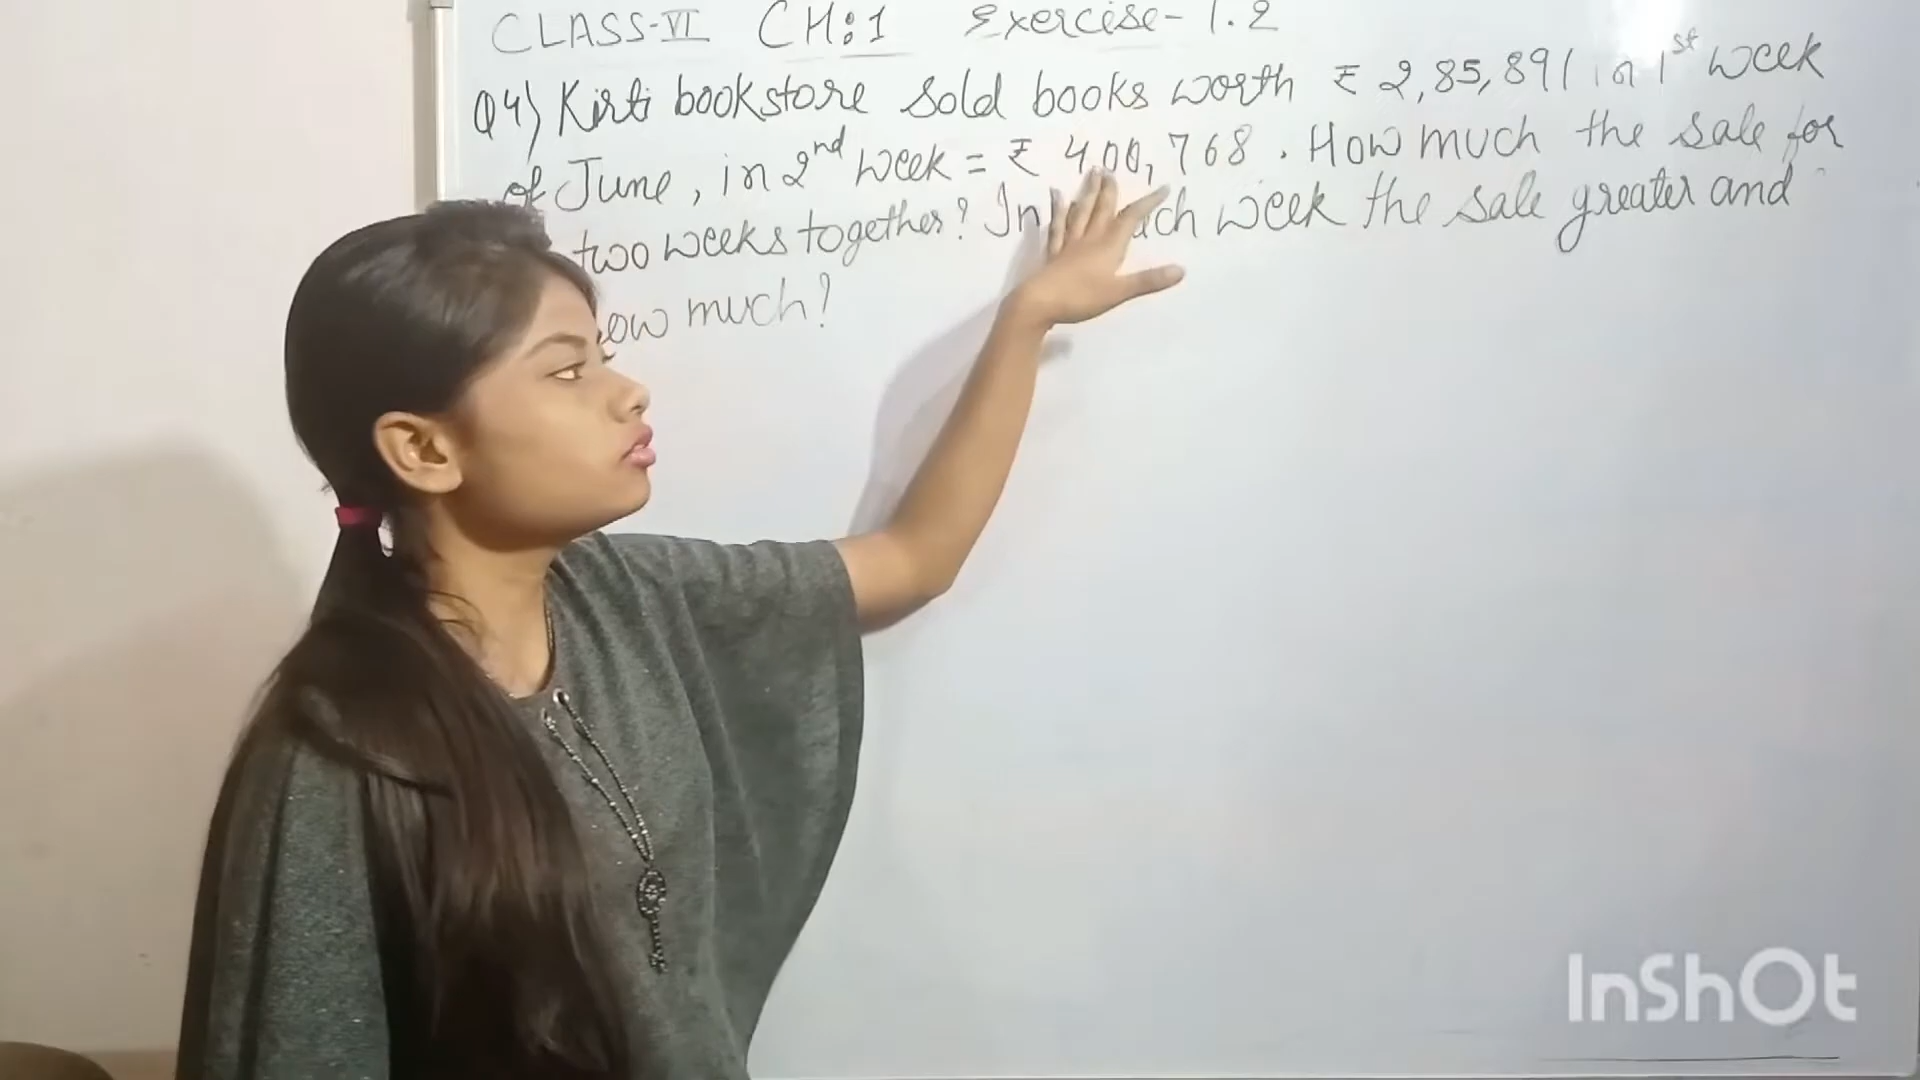 CLASS-VI CH:1 Exercise-1.2
Q4) Kirti bookstore sold books worth ₹ 2,85,891 in 1st week
of June, in 2nd week = ₹ 400,768. How much the sale for
two weeks together? In week the sale greater and
much?
InShOt